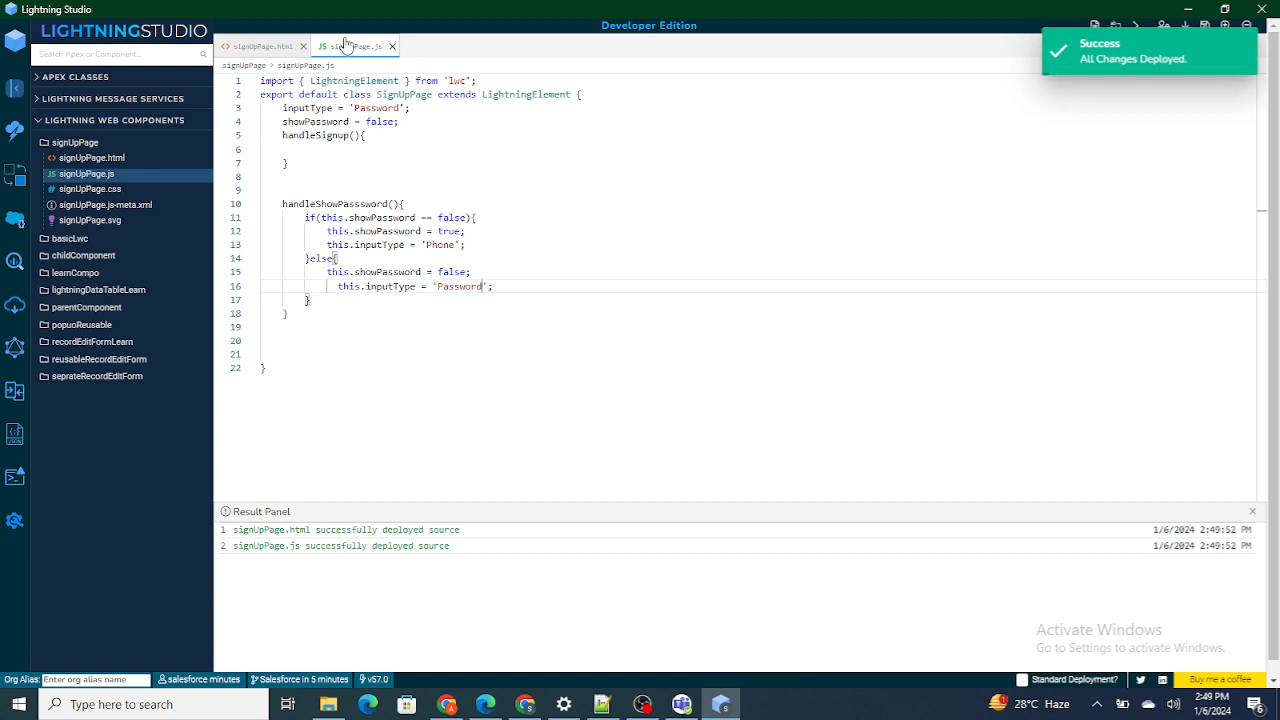 Lightning Studio
LIGHTNINGSTUDIO
Developer Edition
Search Apex or Component...
signUpPage.html
JS signUpPage.js
Success
All Changes Deployed.
signUpPage > signUpPage.js
APEX CLASSES
LIGHTNING MESSAGE SERVICES
LIGHTNING WEB COMPONENTS
signUpPage
signUpPage.html
JS signUpPage.js
# signUpPage.css
signUpPage.js-meta.xml
signUpPage.svg
basicLwc
childComponent
learnCompo
lightningDataTableLearn
parentComponent
popuoReusable
recordEditFormLearn
reusableRecordEditForm
seprateRecordEditForm
1 import { LightningElement } from 'lwc';
2 export default class SignUpPage extends LightningElement {
3 inputType = 'Password';
4 showPassword = false;
5 handleSignup(){
6
7 }
8
9
10 handleShowPasssword(){
11 if(this.showPassword == false){
12 this.showPassword = true;
13 this.inputType = 'Phone';
14 }else{
15 this.showPassword = false;
16 this.inputType = 'Password';
17 }
18 }
19
20
21
22 }
Result Panel
1 signUpPage.html successfully deployed source 1/6/2024 2:49:52 PM
2 signUpPage.js successfully deployed source 1/6/2024 2:49:52 PM
Activate Windows
Go to Settings to activate Windows.
Org Alias: Enter org alias name salesforce minutes Salesforce in 5 minutes v57.0 Standard Deployment? Buy me a coffee
Type here to search
28°C Haze
2:49 PM
1/6/2024
6